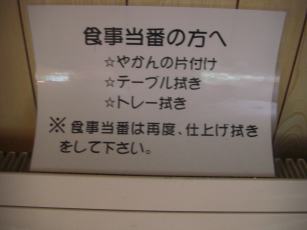 食事当番の方へ
☆やかんの片付け
☆テーブル拭き
☆トレー拭き
※ 食事当番は再度、仕上げ拭き
をして下さい。